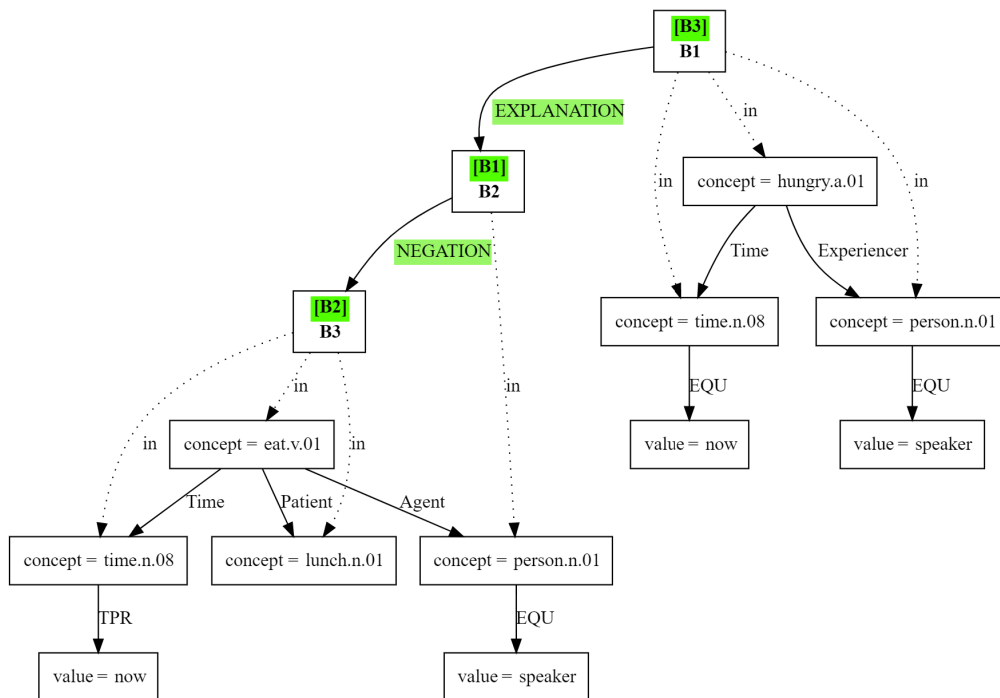 [B3]
B1
EXPLANATION
in
in
in
[B1]
B2
concept = hungry.a.01
NEGATION
Time
Experiencer
[B2]
B3
concept = time.n.08
concept = person.n.01
in
in
in
in
EQU
EQU
concept = eat.v.01
value = now
value = speaker
Time
Patient
Agent
concept = time.n.08
concept = lunch.n.01
concept = person.n.01
TPR
EQU
value = now
value = speaker